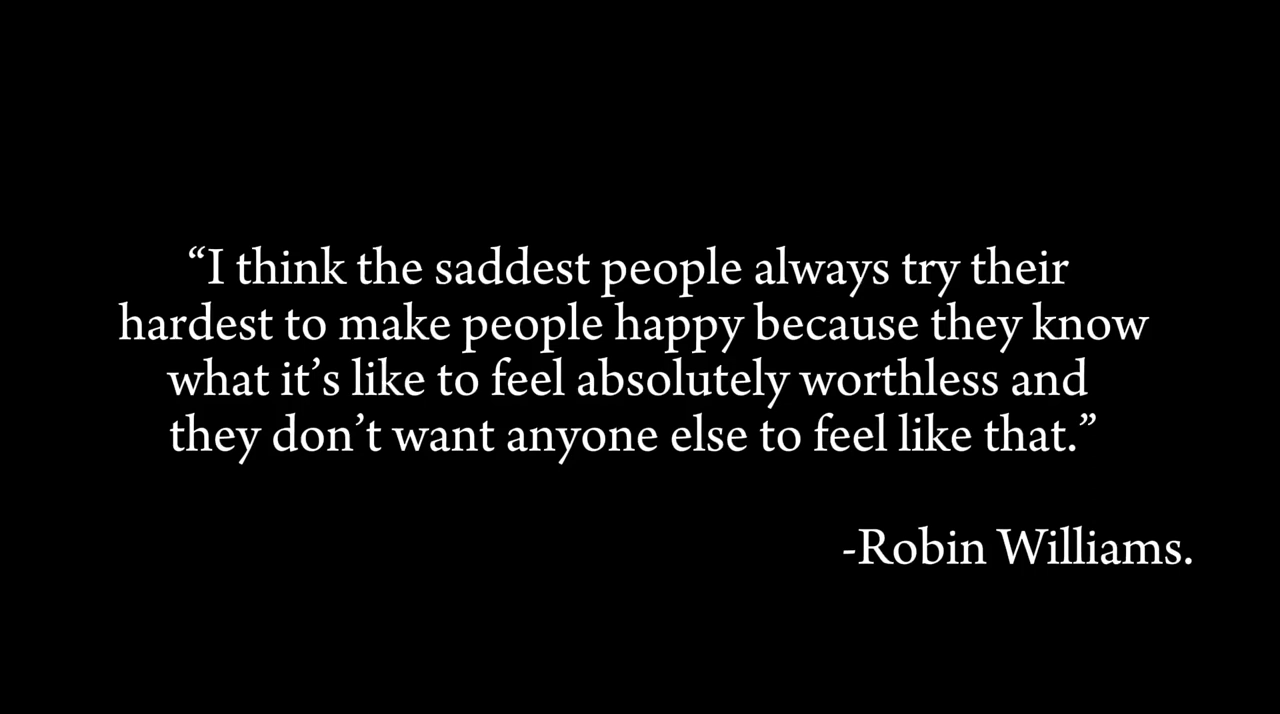 “I think the saddest people always try their
hardest to make people happy because they know
what it’s like to feel absolutely worthless and
they don’t want anyone else to feel like that.”
-Robin Williams.